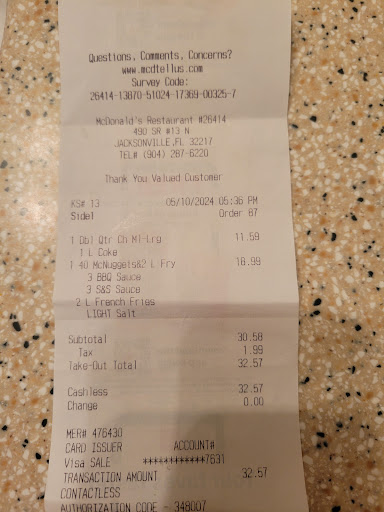 Questions, Comments, Concerns?
www.mcdtellus.com
Survey Code:
26414-13870-51024-17369-00325-7
McDonald's Restaurant #26414
490 SR #13 N
JACKSONVILLE,FL 32217
TEL# (904) 287-6220
Thank You Valued Customer
KS# 13 05/10/2024 05:36 PM
Side1 Order 87
1 Dbl Qtr Ch Ml-Lrg 11.59
1 L Coke
1 40 McNuggets&2 L Fry 18.99
3 BBQ Sauce
3 S&S Sauce
2 L French Fries
LIGHT Salt
Subtotal 30.58
Tax 1.99
Take-Out Total 32.57
Cashless 32.57
Change 0.00
MER# 476430
CARD ISSUER ACCOUNT#
Visa SALE ************7631
TRANSACTION AMOUNT 32.57
CONTACTLESS
AUTHORIZATION CODE - 348007